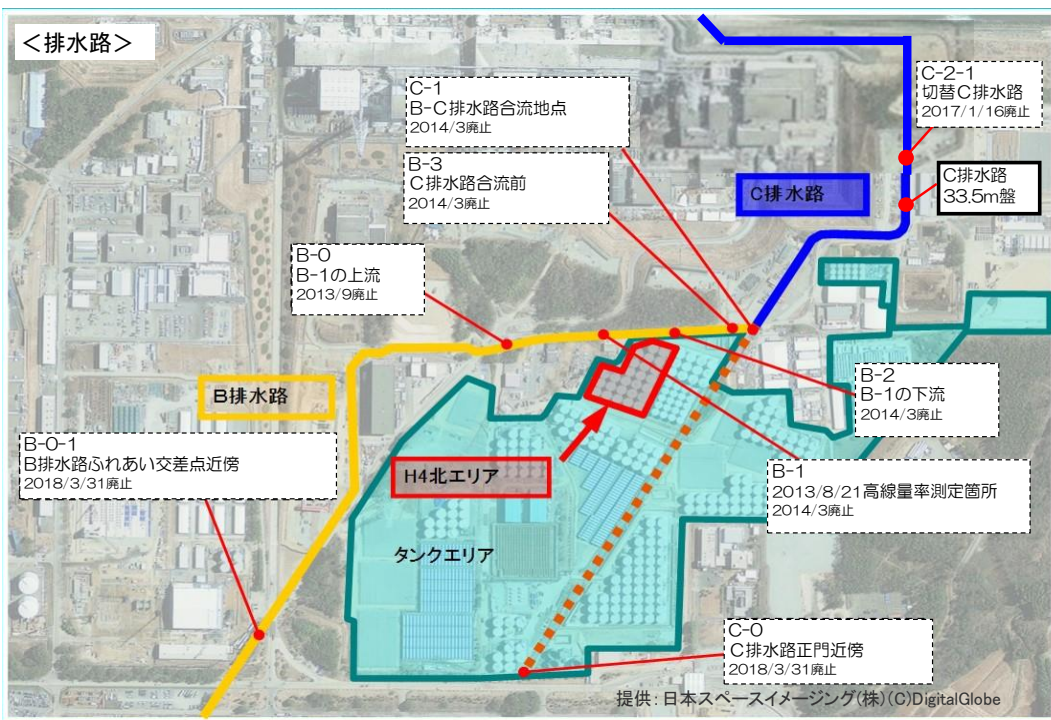 ＜排水路＞
C-1
B-C排水路合流地点
2014/3廃止
C-2-1
切替C排水路
2017/1/16廃止
B-3
C排水路合流前
2014/3廃止
C排水路
C排水路
33.5m盤
B-0
B-1の上流
2013/9廃止
B排水路
B-2
B-1の下流
2014/3廃止
B-0-1
B排水路ふれあい交差点近傍
2018/3/31廃止
H4北エリア
B-1
2013/8/21高線量率測定箇所
2014/3廃止
タンクエリア
C-0
C排水路正門近傍
2018/3/31廃止
提供：日本スペースイメージング(株)(C)DigitalGlobe